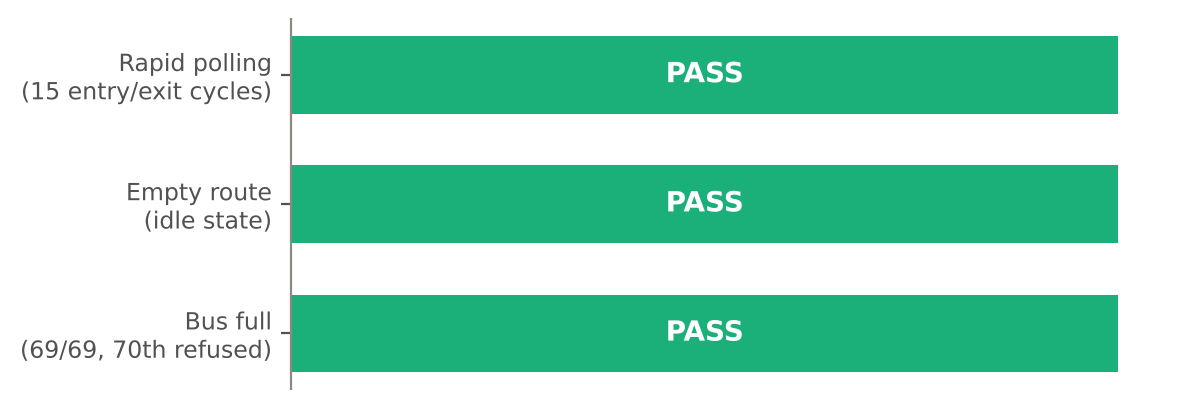 Rapid polling
(15 entry/exit cycles)
PASS
Empty route
(idle state)
PASS
Bus full
(69/69, 70th refused)
PASS